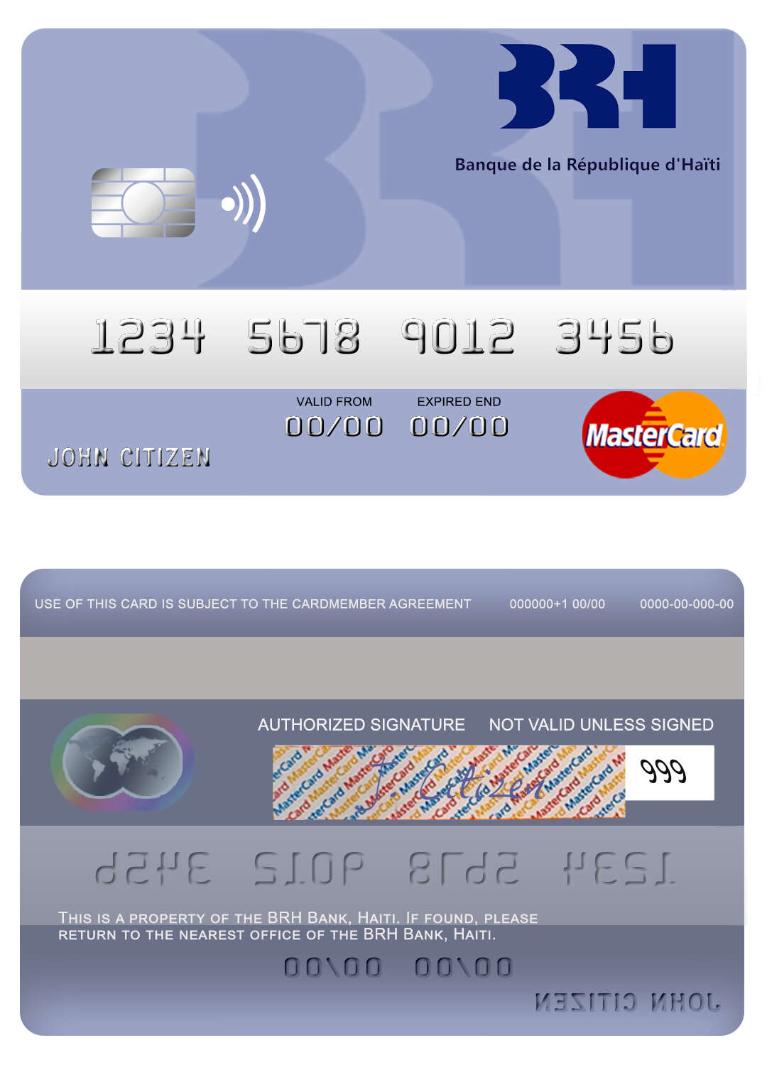 BRH
BRH
Banque de la République d'Haïti
1234 5678 9012 3456
VALID FROM EXPIRED END
00/00 00/00
JOHN CITIZEN
MasterCard
USE OF THIS CARD IS SUBJECT TO THE CARDMEMBER AGREEMENT 000000+1 00/00 0000-00-000-00
AUTHORIZED SIGNATURE NOT VALID UNLESS SIGNED
J. Citizen
999
1234 5678 9012 3456
THIS IS A PROPERTY OF THE BRH BANK, HAITI. IF FOUND, PLEASE
RETURN TO THE NEAREST OFFICE OF THE BRH BANK, HAITI.
00/00 00/00
JOHN CITIZEN